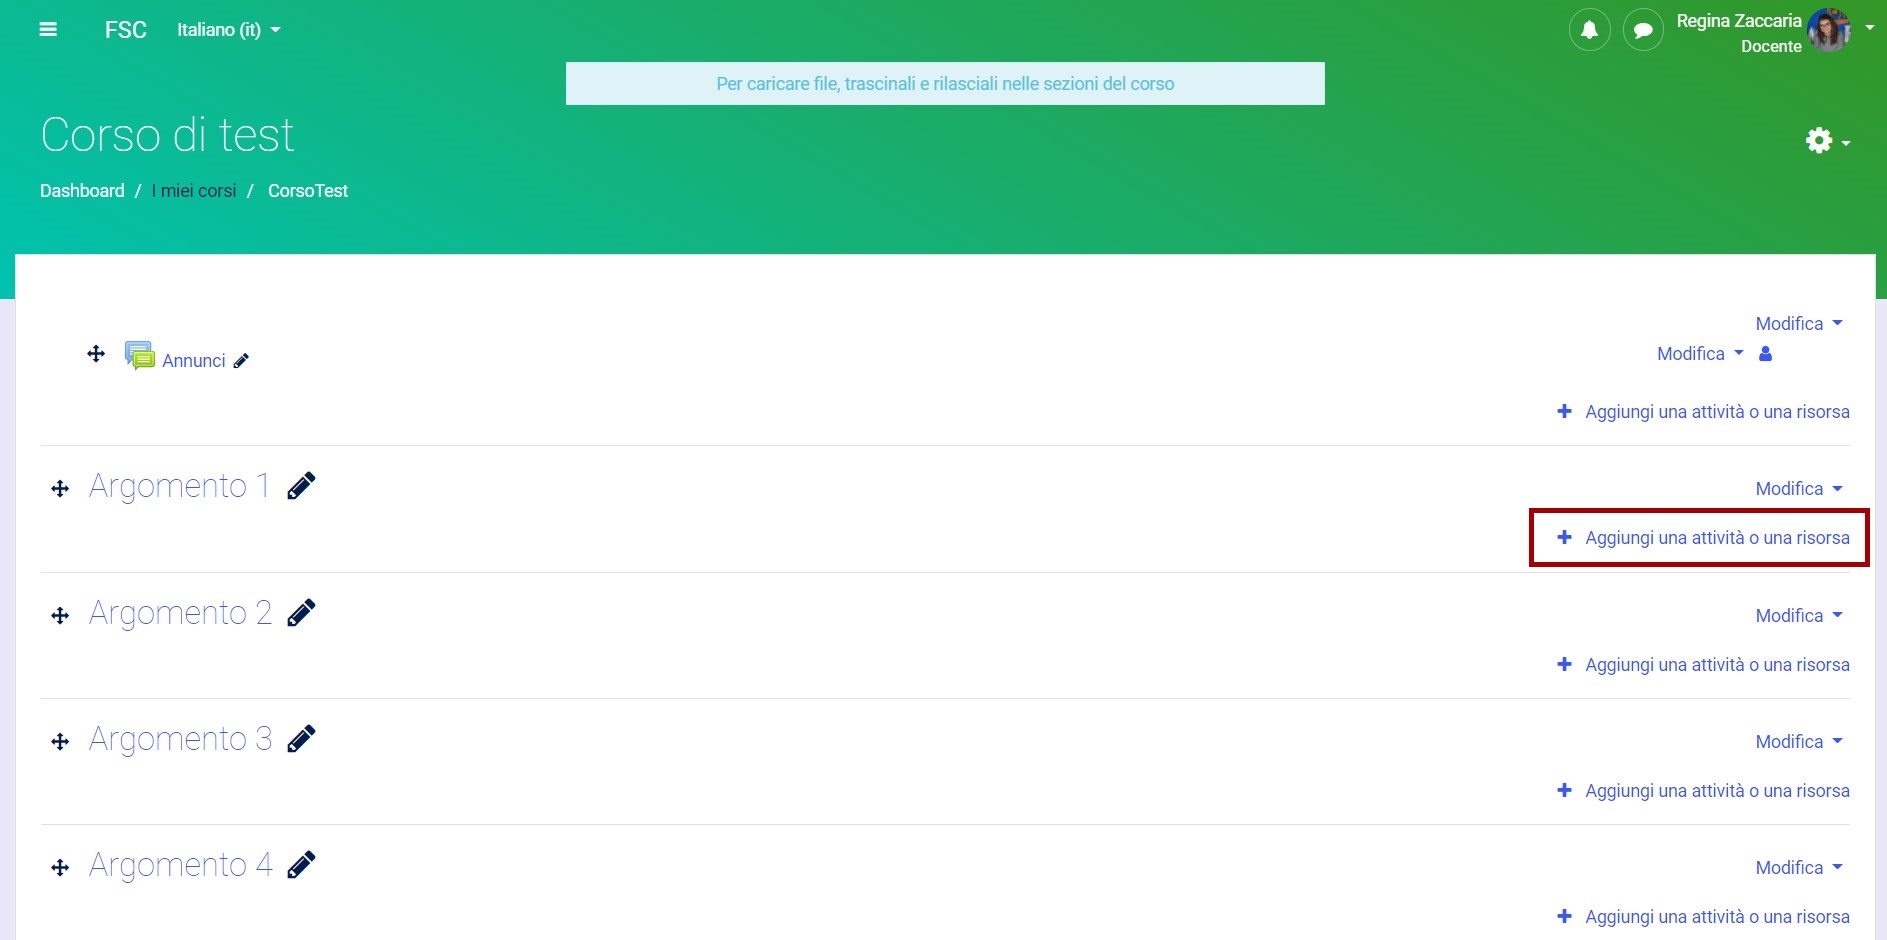 FSC Italiano (it)
Regina Zaccaria
Docente
Per caricare file, trascinali e rilasciali nelle sezioni del corso
Corso di test
Dashboard / I miei corsi / CorsoTest
Modifica
Annunci Modifica
Aggiungi una attività o una risorsa
Argomento 1 Modifica
Aggiungi una attività o una risorsa
Argomento 2 Modifica
Aggiungi una attività o una risorsa
Argomento 3 Modifica
Aggiungi una attività o una risorsa
Argomento 4 Modifica
Aggiungi una attività o una risorsa